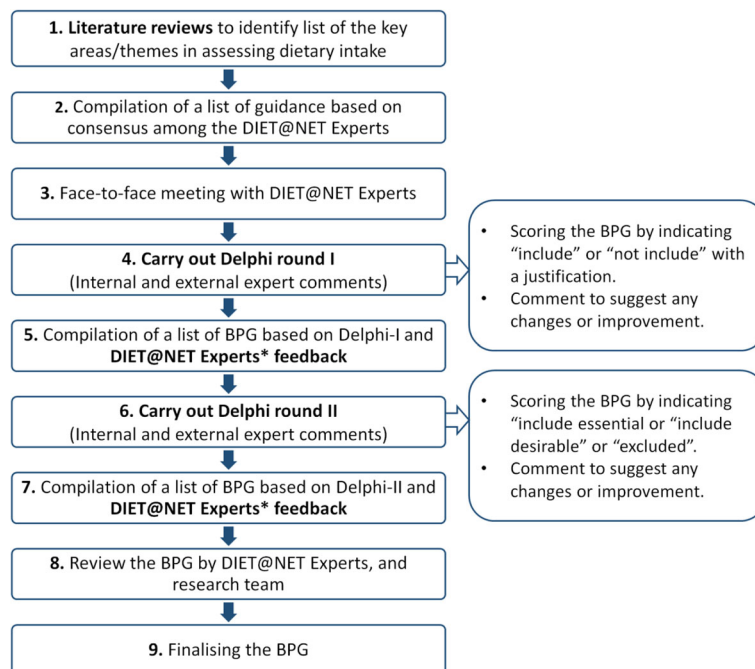 1. Literature reviews to identify list of the key
areas/themes in assessing dietary intake
2. Compilation of a list of guidance based on
consensus among the DIET@NET Experts
3. Face-to-face meeting with DIET@NET Experts
4. Carry out Delphi round I
(Internal and external expert comments)
• Scoring the BPG by indicating
“include” or “not include” with
a justification.
• Comment to suggest any
changes or improvement.
5. Compilation of a list of BPG based on Delphi-I and
DIET@NET Experts* feedback
6. Carry out Delphi round II
(Internal and external expert comments)
• Scoring the BPG by indicating
“include essential or “include
desirable” or “excluded”.
• Comment to suggest any
changes or improvement.
7. Compilation of a list of BPG based on Delphi-II and
DIET@NET Experts* feedback
8. Review the BPG by DIET@NET Experts, and
research team
9. Finalising the BPG